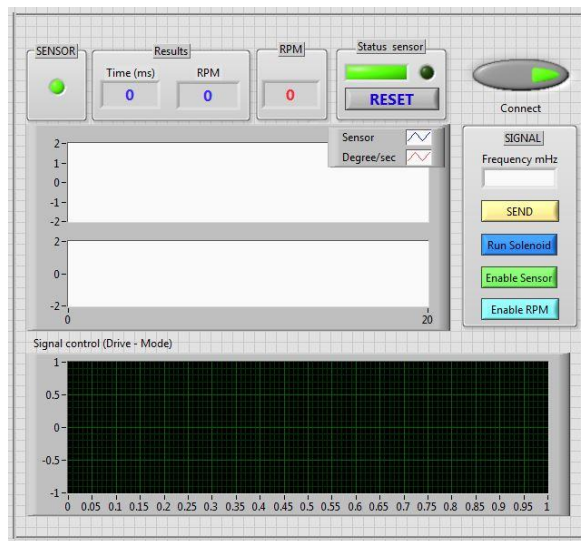 SENSOR
Results
RPM
Status sensor
Time (ms) RPM
0 0
0
RESET
Connect
Sensor
Degree/sec
2
1
0
-1
-2
2
0
-2
0 20
SIGNAL
Frequency mHz
SEND
Run Solenoid
Enable Sensor
Enable RPM
Signal control (Drive - Mode)
1
0.5
0
-0.5
-1
0 0.05 0.1 0.15 0.2 0.25 0.3 0.35 0.4 0.45 0.5 0.55 0.6 0.65 0.7 0.75 0.8 0.85 0.9 0.95 1